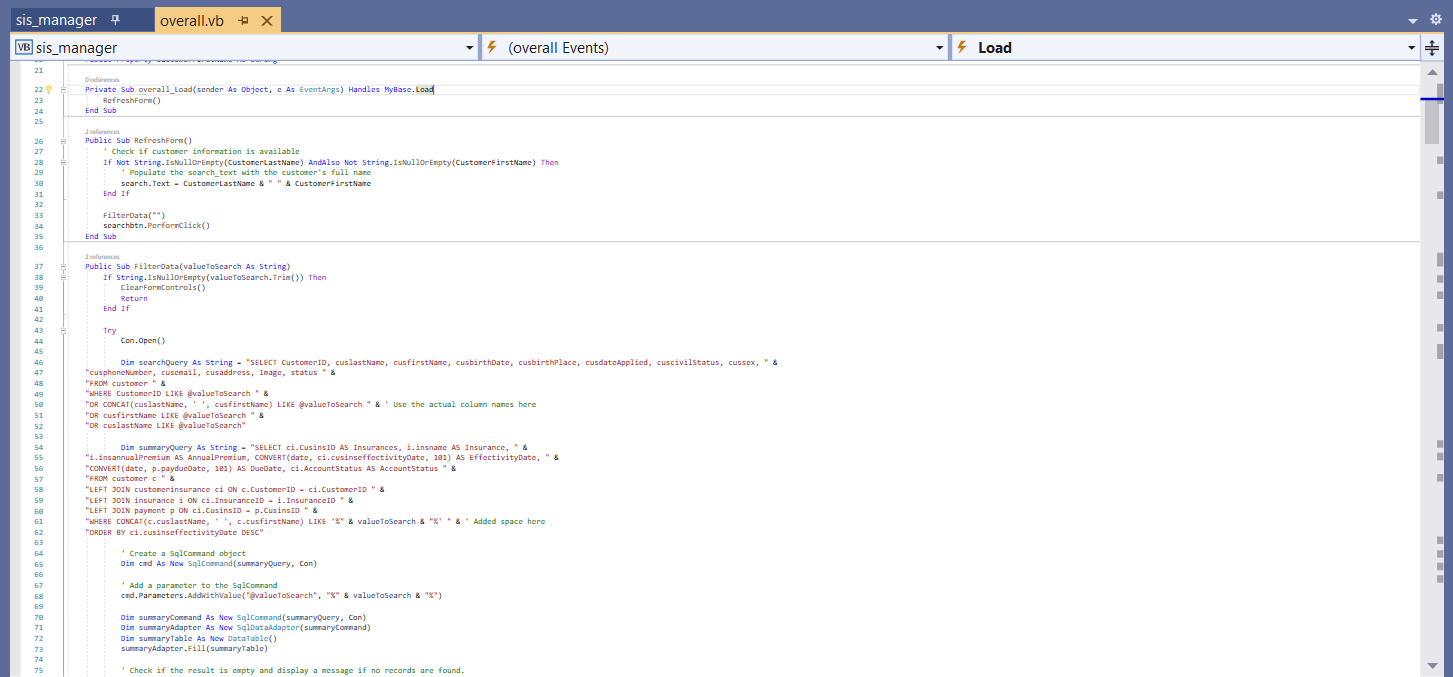 sis_manager
overall.vb
VB sis_manager
(overall Events)
Load
21
0 references
22 Private Sub overall_Load(sender As Object, e As EventArgs) Handles MyBase.Load
23 RefreshForm()
24 End Sub
25
2 references
26 Public Sub RefreshForm()
27 ' Check if customer information is available
28 If Not String.IsNullOrEmpty(CustomerLastName) AndAlso Not String.IsNullOrEmpty(CustomerFirstName) Then
29 ' Populate the search_text with the customer's full name
30 search.Text = CustomerLastName & " " & CustomerFirstName
31 End If
32
33 FilterData("")
34 searchbtn.PerformClick()
35 End Sub
36
2 references
37 Public Sub FilterData(valueToSearch As String)
38 If String.IsNullOrEmpty(valueToSearch.Trim()) Then
39 ClearFormControls()
40 Return
41 End If
42
43 Try
44 Con.Open()
45
46 Dim searchQuery As String = "SELECT CustomerID, cuslastName, cusfirstName, cusbirthDate, cusbirthPlace, cusdateApplied, cuscivilStatus, cussex, " &
47 "cusphoneNumber, cusemail, cusaddress, Image, status " &
48 "FROM customer " &
49 "WHERE CustomerID LIKE @valueToSearch " &
50 "OR CONCAT(cuslastName, ' ', cusfirstName) LIKE @valueToSearch " & ' Use the actual column names here
51 "OR cusfirstName LIKE @valueToSearch " &
52 "OR cuslastName LIKE @valueToSearch"
53
54 Dim summaryQuery As String = "SELECT ci.CusinsID AS Insurances, i.insname AS Insurance, " &
55 "i.insannualPremium AS AnnualPremium, CONVERT(date, ci.cusinseffectivityDate, 101) AS EffectivityDate, " &
56 "CONVERT(date, p.paydueDate, 101) AS DueDate, ci.AccountStatus AS AccountStatus " &
57 "FROM customer c " &
58 "LEFT JOIN customerinsurance ci ON c.CustomerID = ci.CustomerID " &
59 "LEFT JOIN insurance i ON ci.InsuranceID = i.InsuranceID " &
60 "LEFT JOIN payment p ON ci.CusinsID = p.CusinsID " &
61 "WHERE CONCAT(c.cuslastName, ' ', c.cusfirstName) LIKE '%" & valueToSearch & "%' " & ' Added space here
62 "ORDER BY ci.cusinseffectivityDate DESC"
63
64 ' Create a SqlCommand object
65 Dim cmd As New SqlCommand(summaryQuery, Con)
66
67 ' Add a parameter to the SqlCommand
68 cmd.Parameters.AddWithValue("@valueToSearch", "%" & valueToSearch & "%")
69
70 Dim summaryCommand As New SqlCommand(summaryQuery, Con)
71 Dim summaryAdapter As New SqlDataAdapter(summaryCommand)
72 Dim summaryTable As New DataTable()
73 summaryAdapter.Fill(summaryTable)
74
75 ' Check if the result is empty and display a message if no records are found.